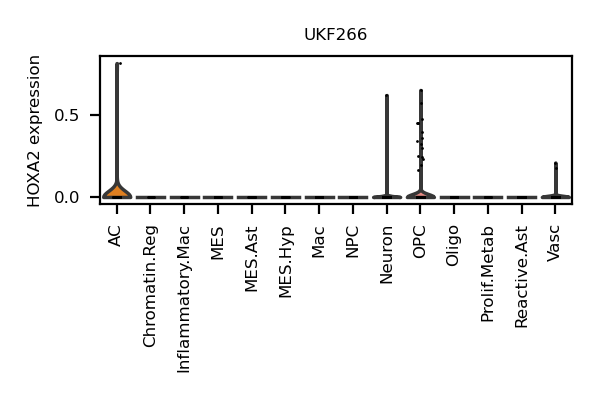 UKF266
HOXA2 expression
0.5
0.0
AC
Chromatin.Reg
Inflammatory.Mac
MES
MES.Ast
MES.Hyp
Mac
NPC
Neuron
OPC
Oligo
Prolif.Metab
Reactive.Ast
Vasc